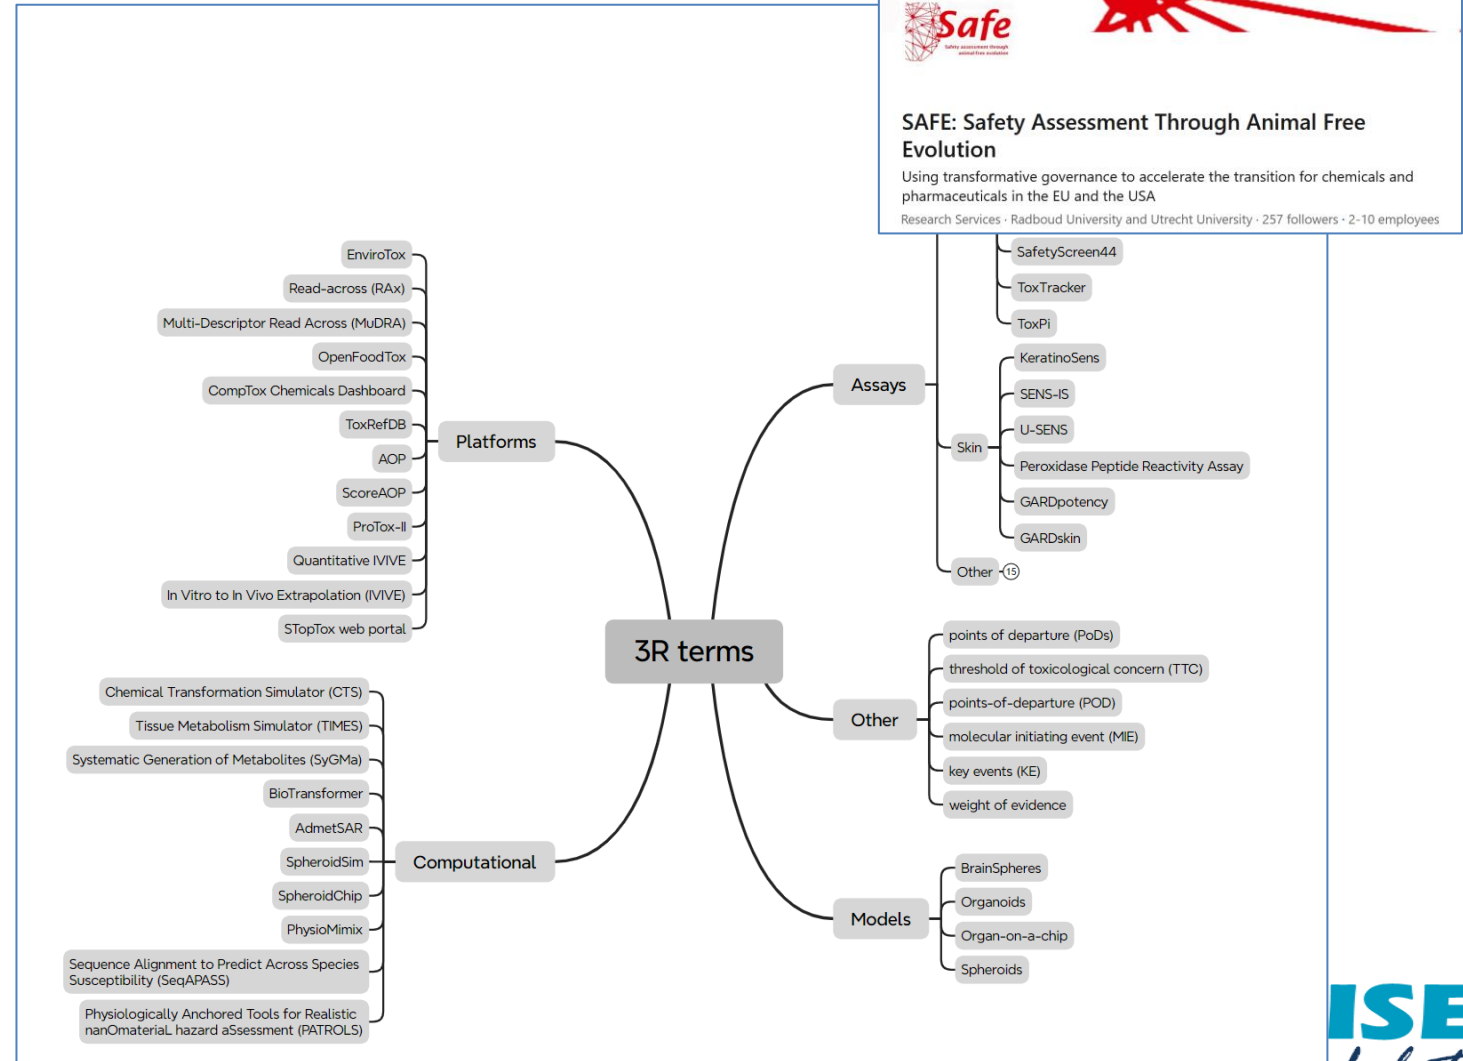 Safe
Safety assessment through
animal-free evolution
SAFE: Safety Assessment Through Animal Free
Evolution
Using transformative governance to accelerate the transition for chemicals and
pharmaceuticals in the EU and the USA
Research Services · Radboud University and Utrecht University · 257 followers · 2-10 employees
EnviroTox
Read-across (RAx)
Multi-Descriptor Read Across (MuDRA)
OpenFoodTox
CompTox Chemicals Dashboard
ToxRefDB
AOP
ScoreAOP
ProTox-II
Quantitative IVIVE
In Vitro to In Vivo Extrapolation (IVIVE)
STopTox web portal
Platforms
Chemical Transformation Simulator (CTS)
Tissue Metabolism Simulator (TIMES)
Systematic Generation of Metabolites (SyGMa)
BioTransformer
AdmetSAR
SpheroidSim
SpheroidChip
PhysioMimix
Sequence Alignment to Predict Across Species
Susceptibility (SeqAPASS)
Physiologically Anchored Tools for Realistic
nanOmateriaL hazard aSsessment (PATROLS)
Computational
3R terms
Assays
SafetyScreen44
ToxTracker
ToxPi
Skin
KeratinoSens
SENS-IS
U-SENS
Peroxidase Peptide Reactivity Assay
GARDpotency
GARDskin
Other 15
Other
points of departure (PoDs)
threshold of toxicological concern (TTC)
points-of-departure (POD)
molecular initiating event (MIE)
key events (KE)
weight of evidence
Models
BrainSpheres
Organoids
Organ-on-a-chip
Spheroids
ISE